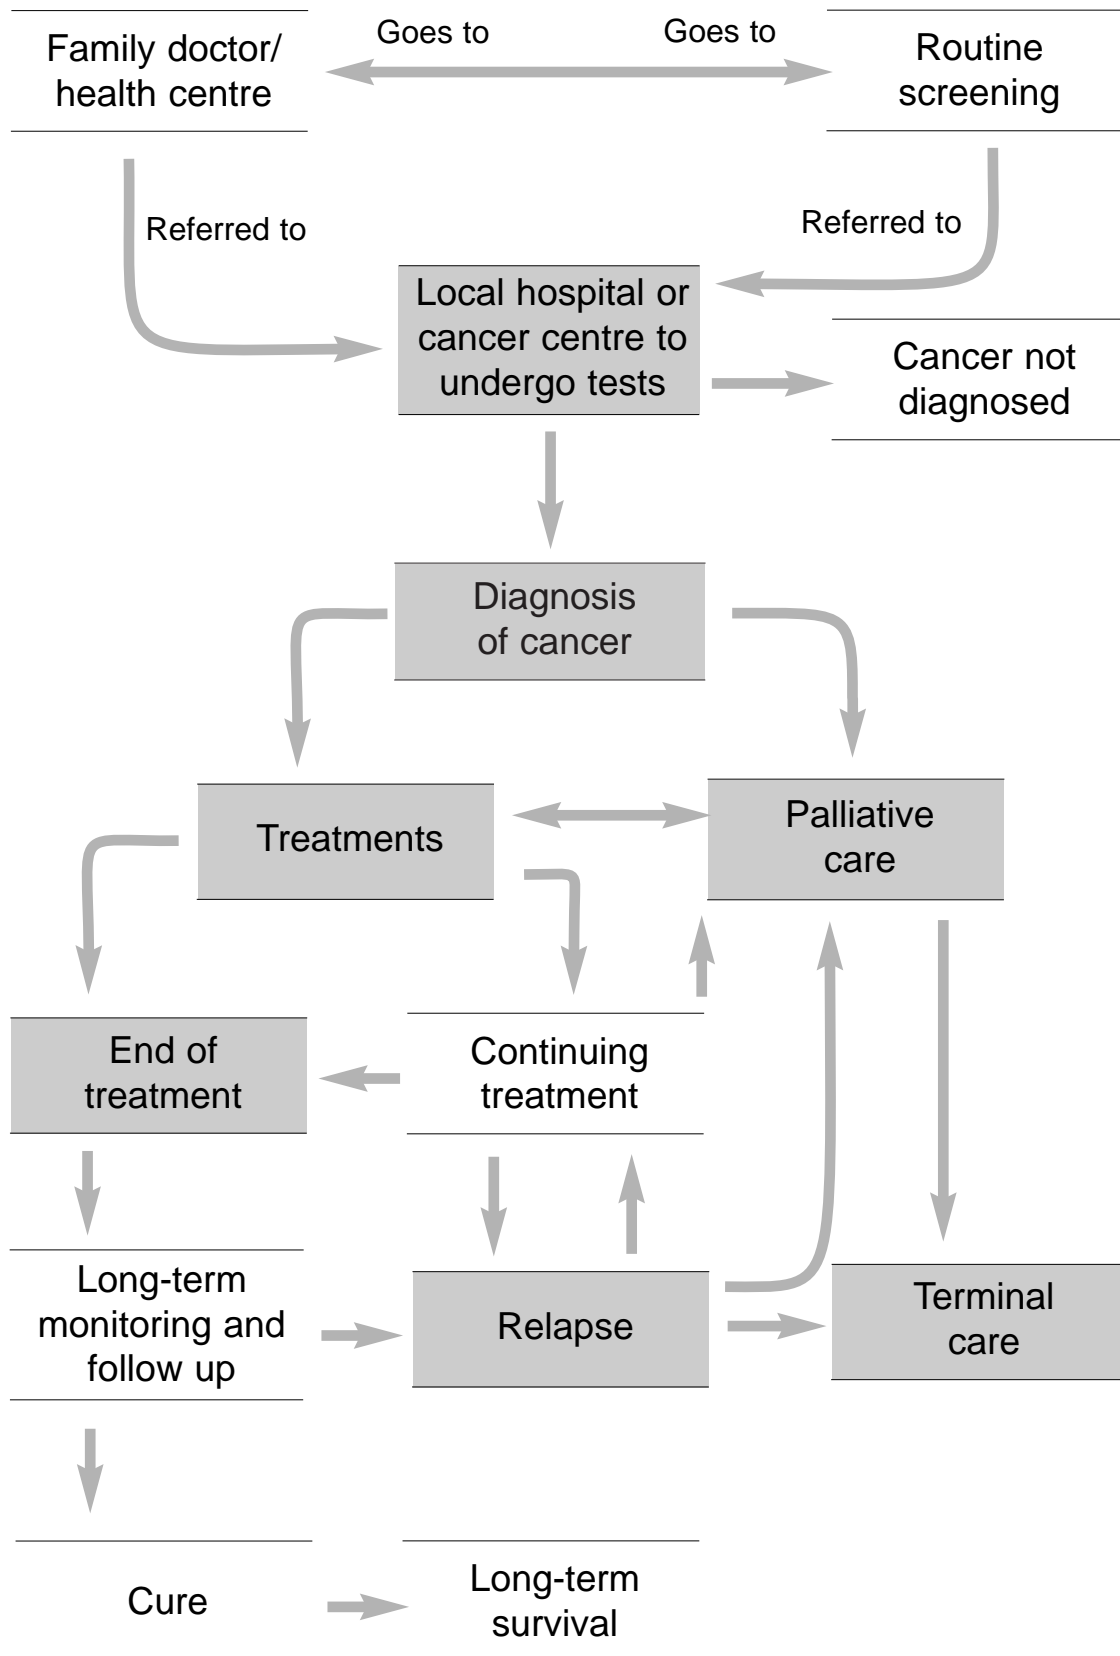 Family doctor/
health centre
Goes to
Goes to
Routine
screening
Referred to
Referred to
Local hospital or
cancer centre to
undergo tests
Cancer not
diagnosed
Diagnosis
of cancer
Treatments
Palliative
care
End of
treatment
Continuing
treatment
Long-term
monitoring and
follow up
Relapse
Terminal
care
Cure
Long-term
survival